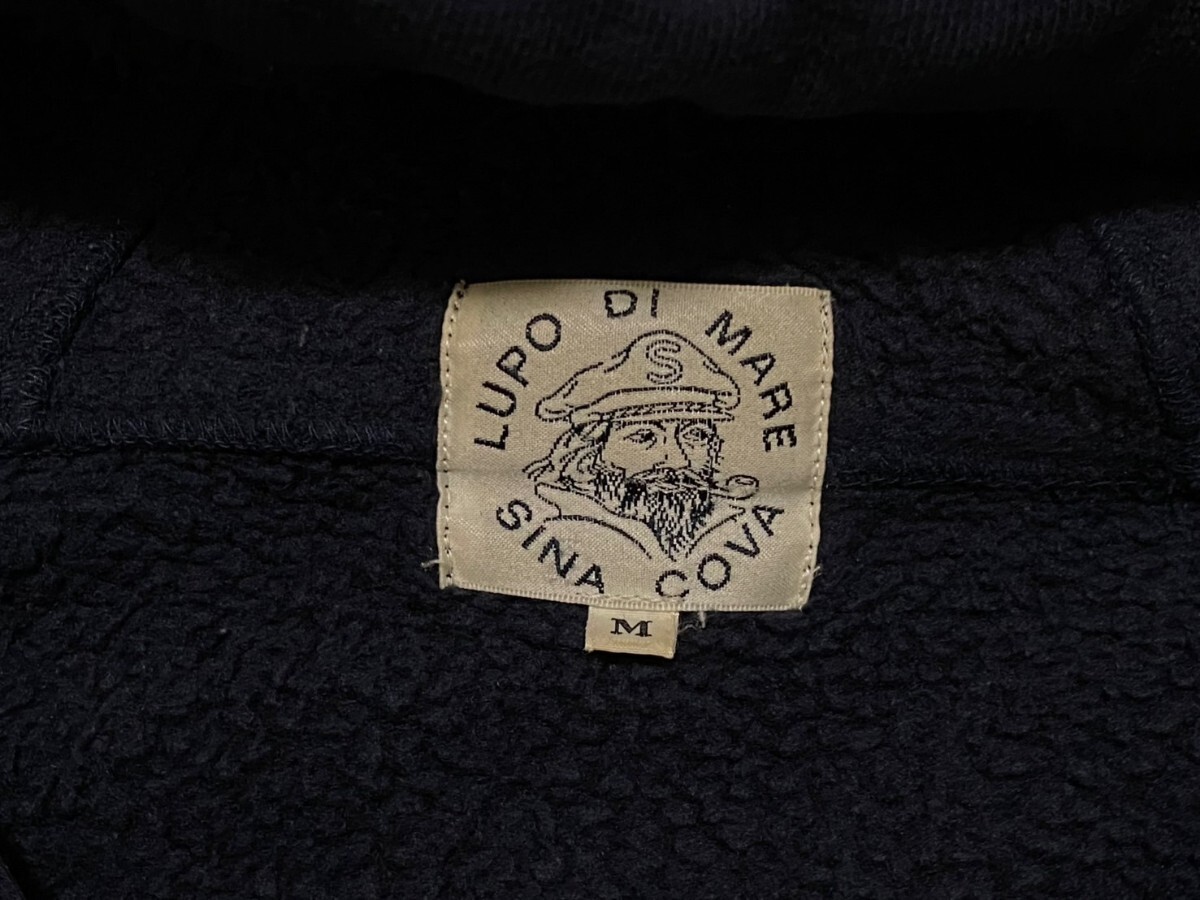 LUPO DI MARE
S
SINA COVA
M